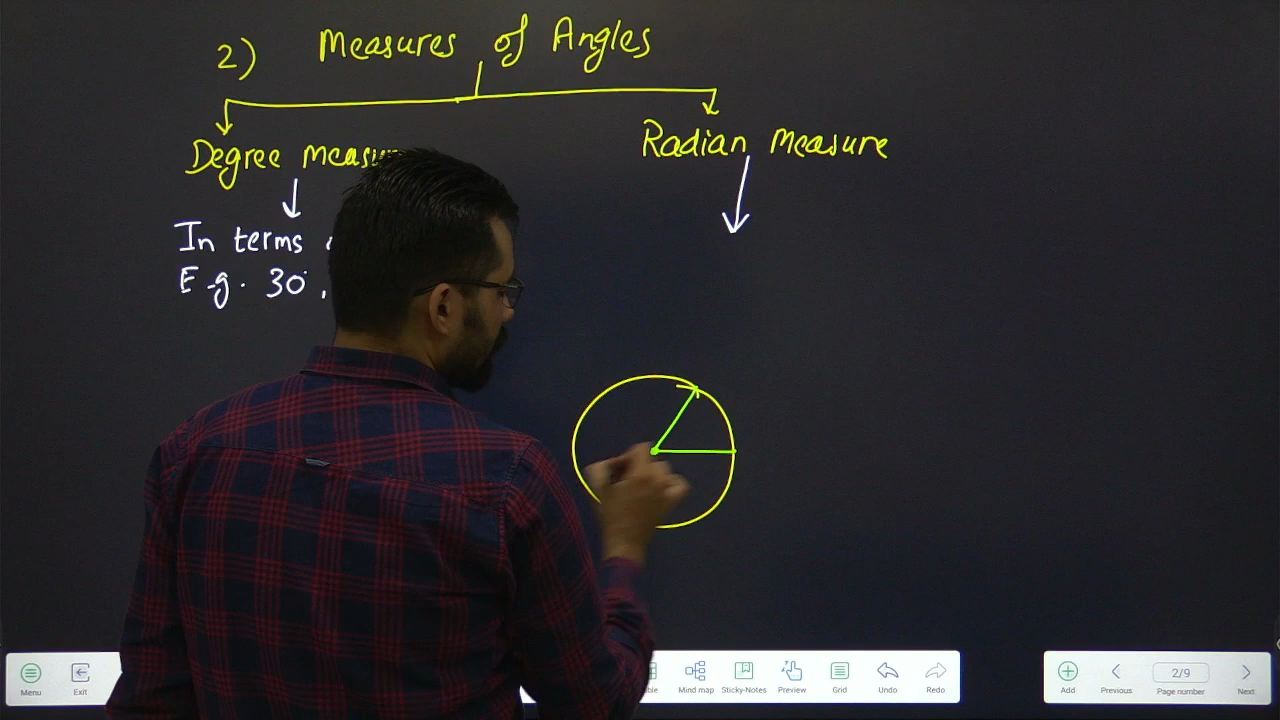 2) Measures of Angles
Degree Radian Measure
In terms
E.g. 30°,
Menu Exit Mind map Sticky-Notes Preview Grid Undo Redo Add Previous 2/9 Page number Next